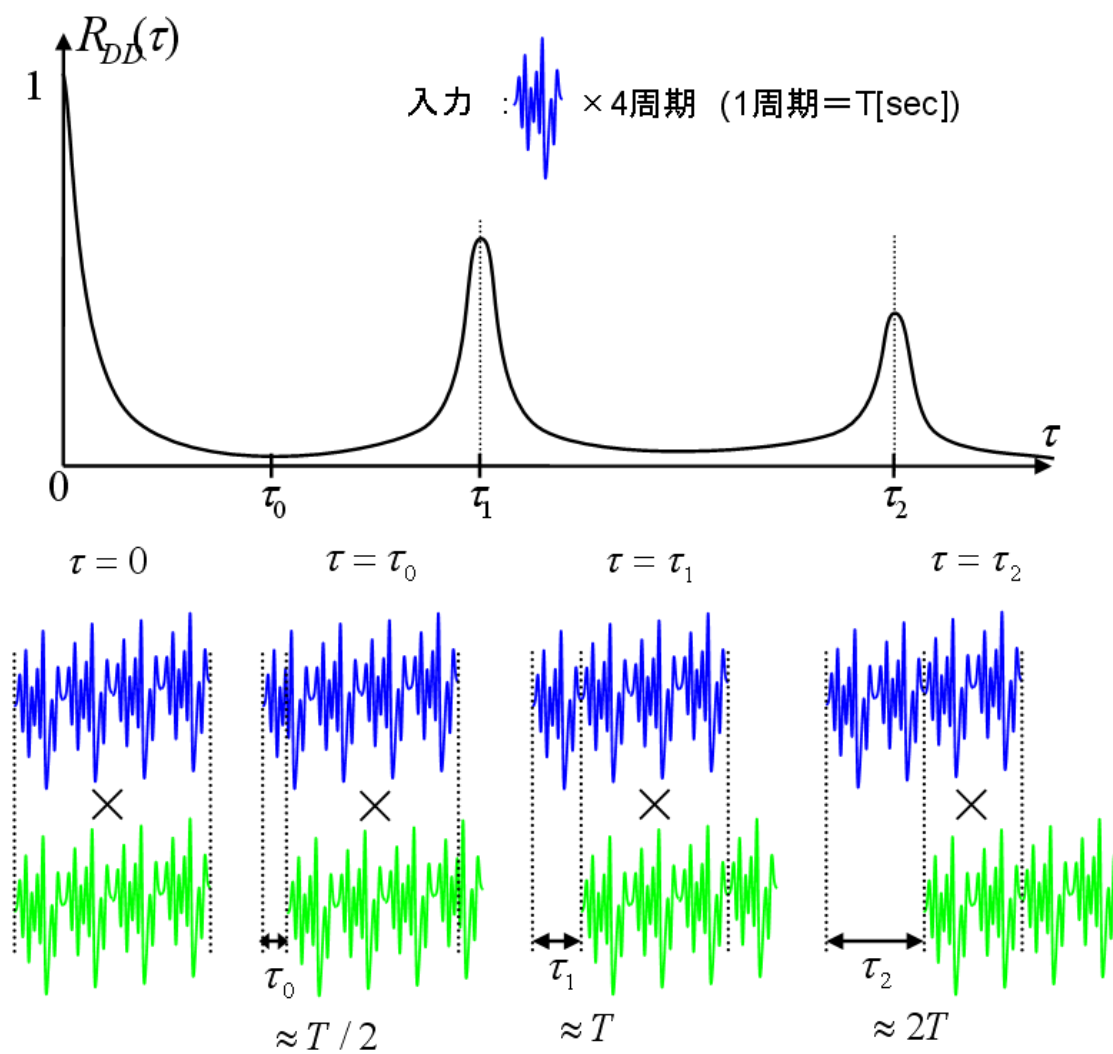 R_DD(τ)
1
入力 : × 4周期 (1周期=T[sec])
τ
0 τ₀ τ₁ τ₂
τ = 0 τ = τ₀ τ = τ₁ τ = τ₂
× × × ×
τ₀ τ₁ τ₂
≈ T / 2 ≈ T ≈ 2T